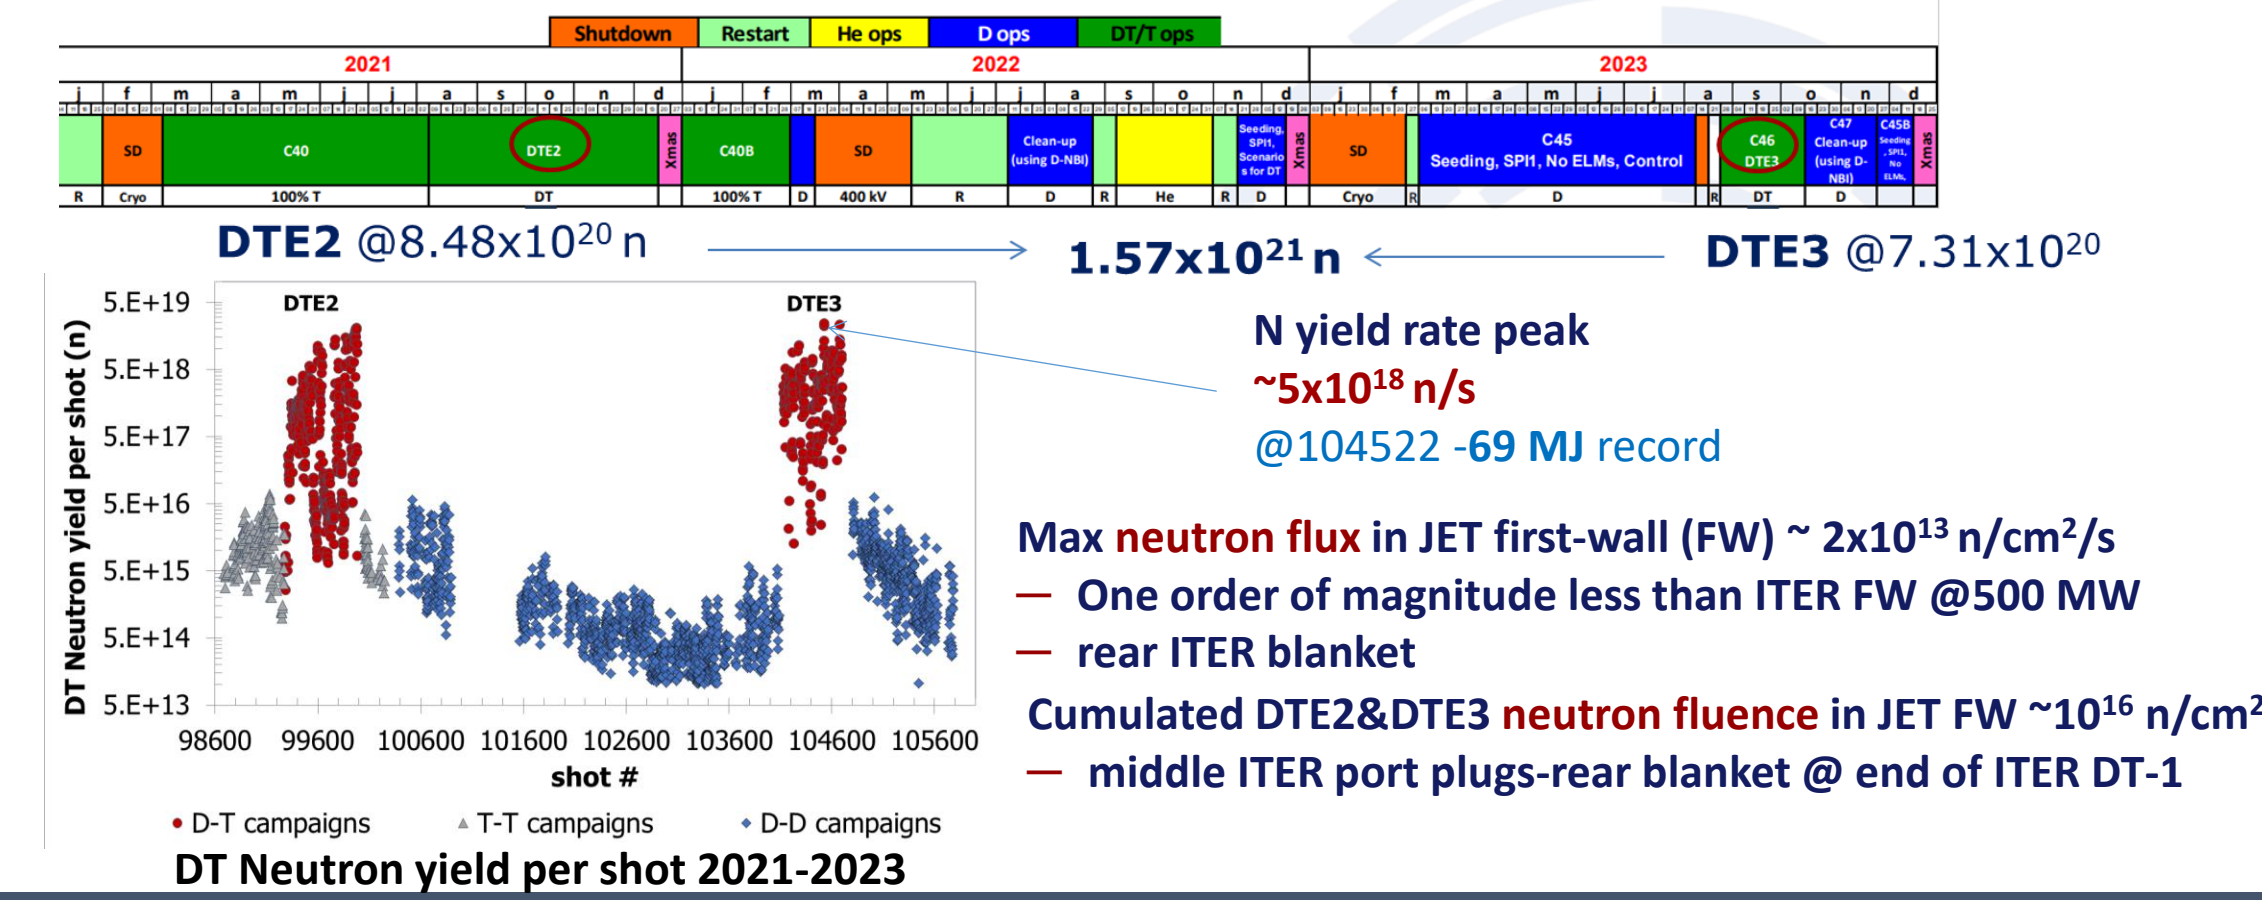 Shutdown Restart He ops D ops DT/T ops
2021 2022 2023
j f m a m j j a s o n d j f m a m j j a s o n d j f m a m j j a s o n d
SD C40 DTE2 Xmas C40B SD Clean-up (using D-NBI) Seeding, SPI1, Scenario s for DT Xmas SD C45 Seeding, SPI1, No ELMs, Control C46 DTE3 C47 Clean-up (using D-NBI) C45B Seeding, SPI1, No ELMs, Xmas
R Cryo 100% T DT 100% T D 400 kV R D R He R D Cryo R D R DT D
DTE2 @8.48x10²⁰ n 1.57x10²¹ n DTE3 @7.31x10²⁰
5.E+19 DTE2 DTE3
5.E+18
5.E+17
5.E+16
5.E+15
5.E+14
5.E+13
DT Neutron yield per shot (n)
98600 99600 100600 101600 102600 103600 104600 105600
shot #
D-T campaigns T-T campaigns D-D campaigns
DT Neutron yield per shot 2021-2023
N yield rate peak
~5x10¹⁸ n/s
@104522 -69 MJ record
Max neutron flux in JET first-wall (FW) ~ 2x10¹³ n/cm²/s
— One order of magnitude less than ITER FW @500 MW
— rear ITER blanket
Cumulated DTE2&DTE3 neutron fluence in JET FW ~10¹⁶ n/cm²
— middle ITER port plugs-rear blanket @ end of ITER DT-1